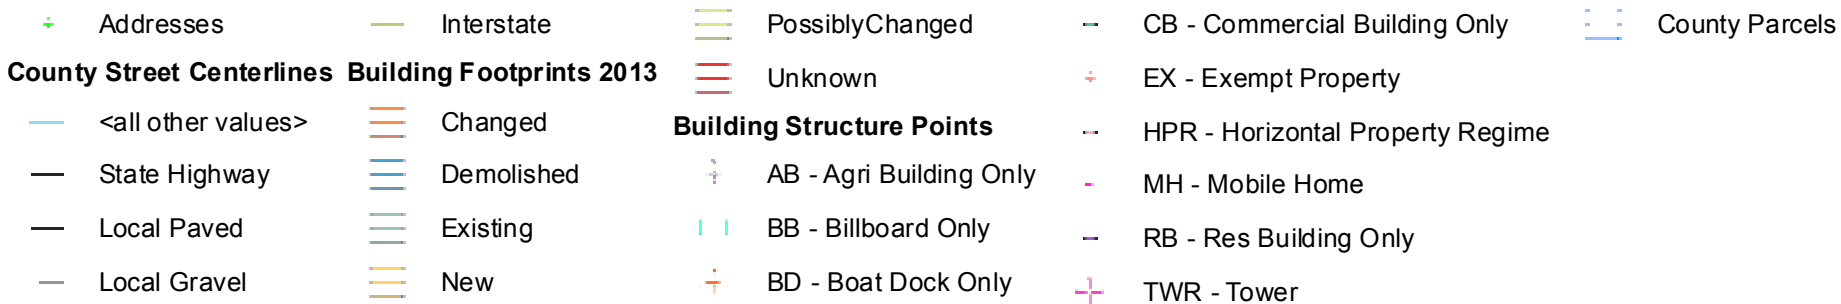 Addresses
County Street Centerlines
<all other values>
State Highway
Local Paved
Local Gravel
Interstate
Building Footprints 2013
Changed
Demolished
Existing
New
PossiblyChanged
Unknown
Building Structure Points
AB - Agri Building Only
BB - Billboard Only
BD - Boat Dock Only
CB - Commercial Building Only
EX - Exempt Property
HPR - Horizontal Property Regime
MH - Mobile Home
RB - Res Building Only
TWR - Tower
County Parcels